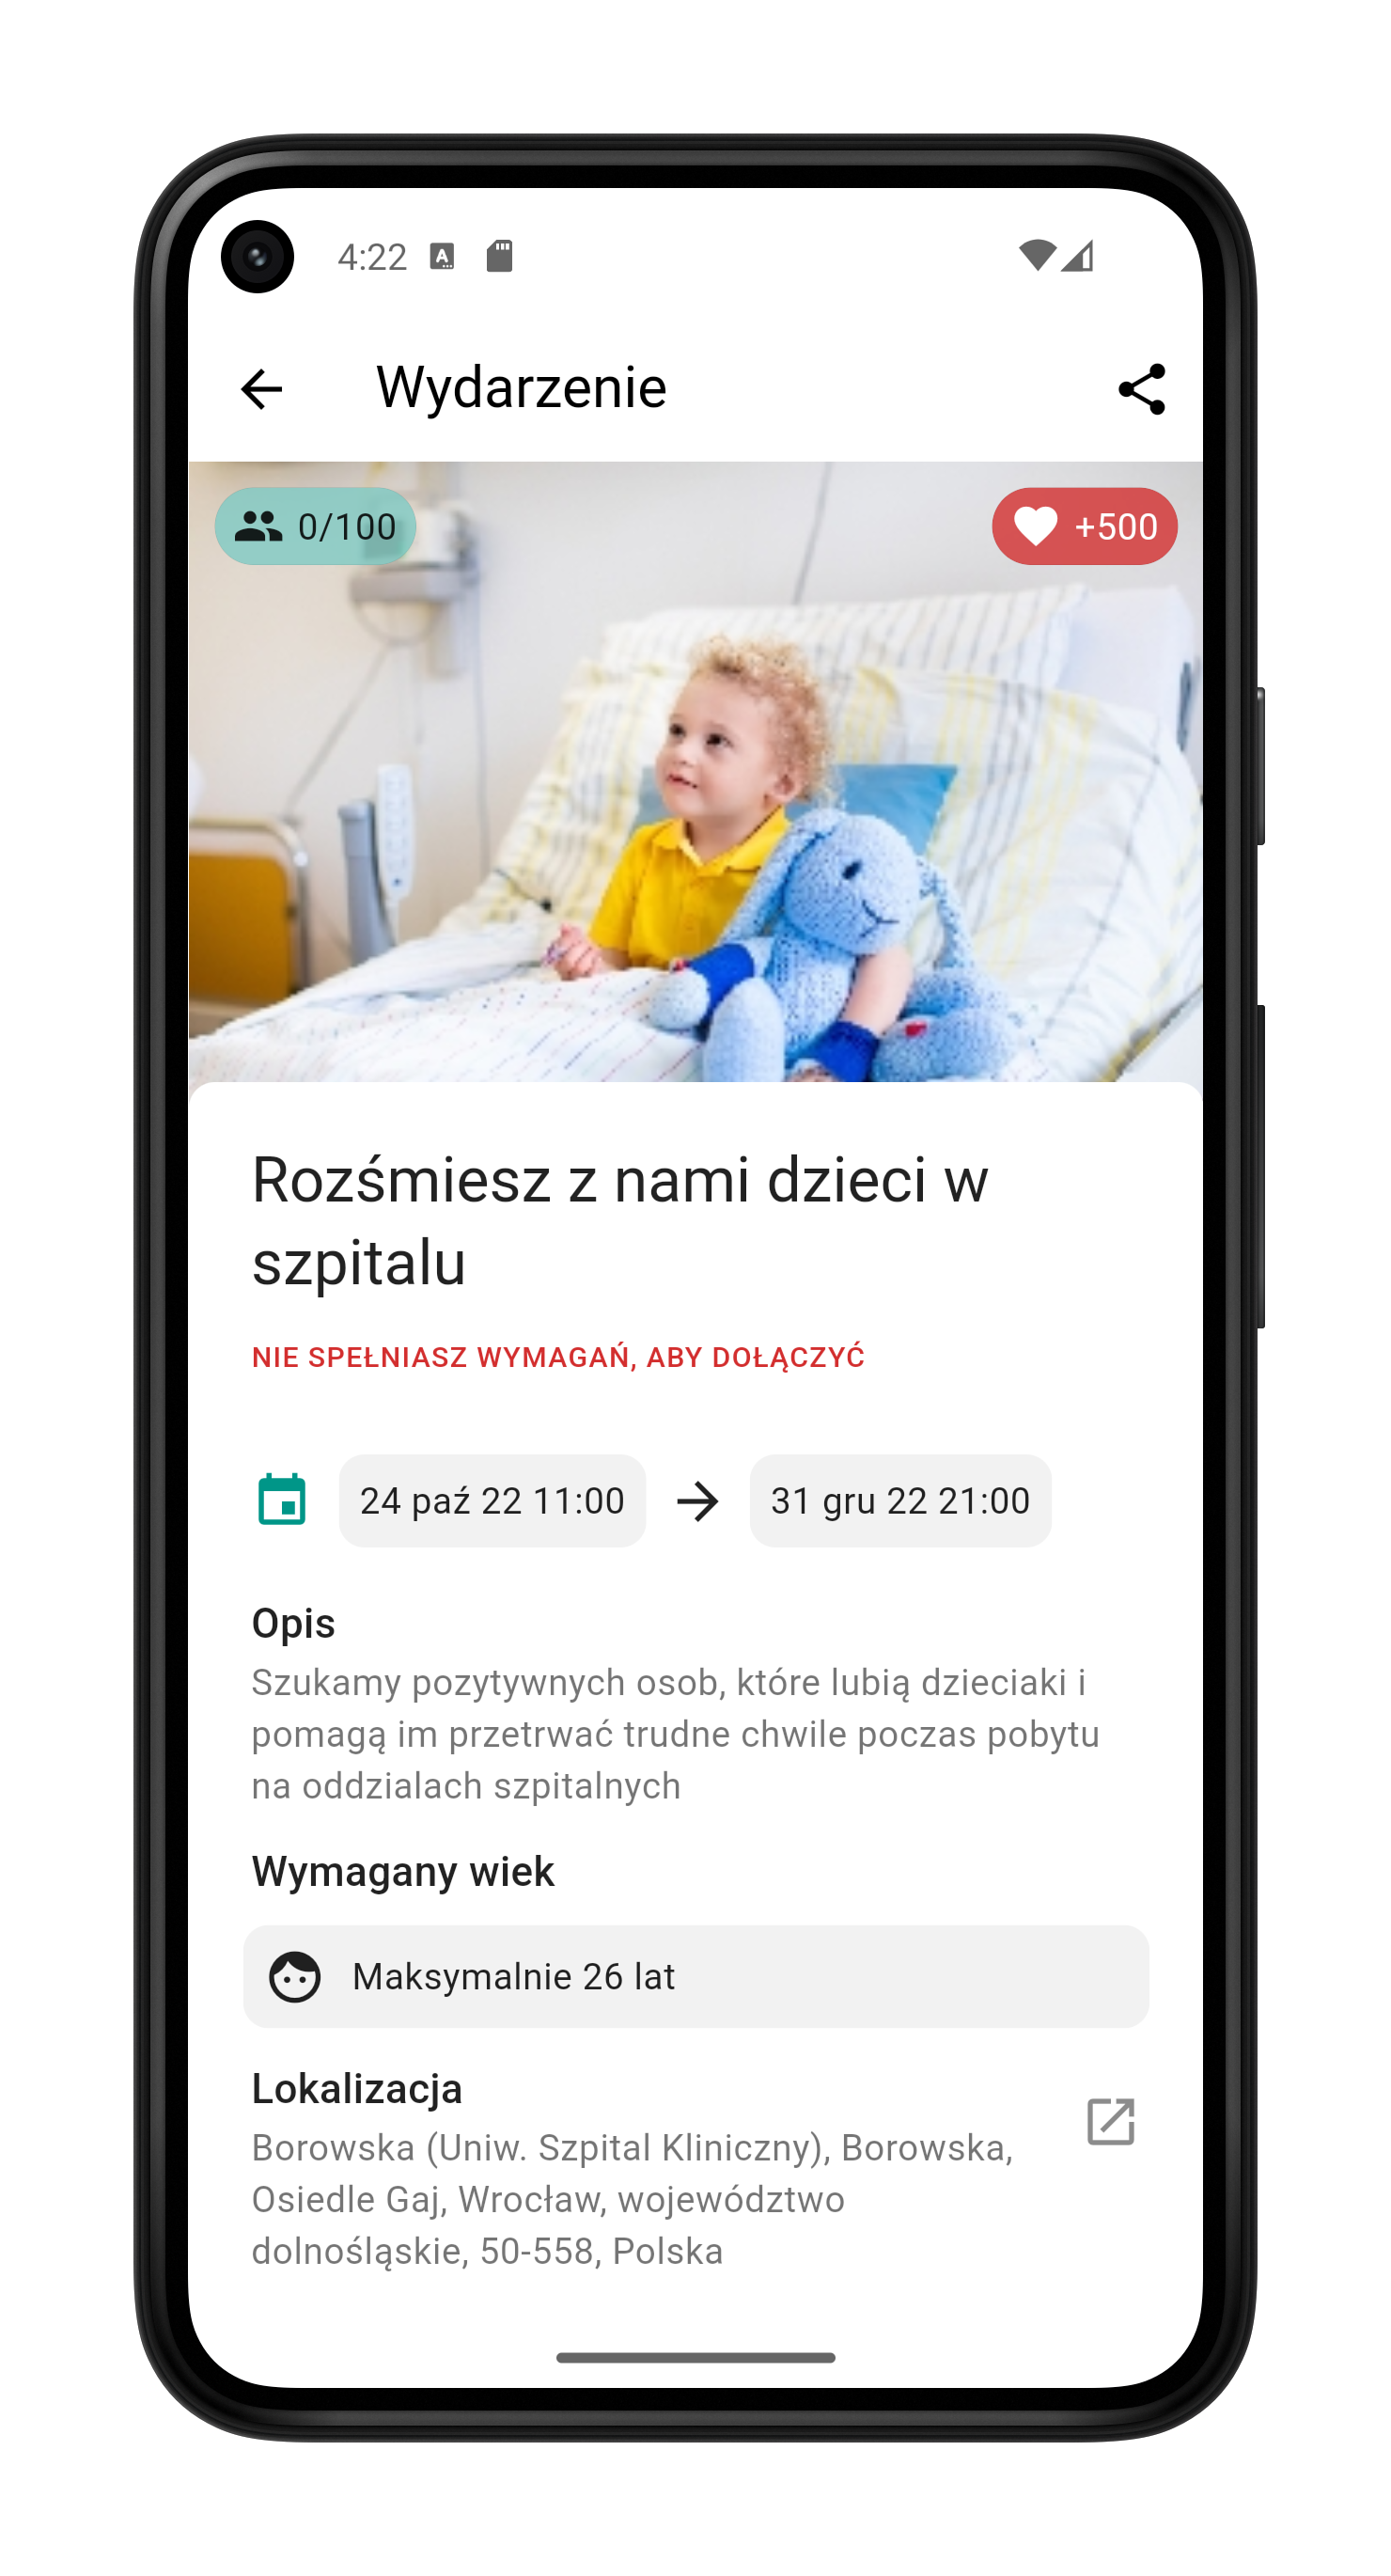 4:22
Wydarzenie
0/100
+500
Rozśmiesz z nami dzieci w
szpitalu
NIE SPEŁNIASZ WYMAGAŃ, ABY DOŁĄCZYĆ
24 paź 22 11:00
31 gru 22 21:00
Opis
Szukamy pozytywnych osob, które lubią dzieciaki i
pomagą im przetrwać trudne chwile poczas pobytu
na oddzialach szpitalnych
Wymagany wiek
Maksymalnie 26 lat
Lokalizacja
Borowska (Uniw. Szpital Kliniczny), Borowska,
Osiedle Gaj, Wrocław, województwo
dolnośląskie, 50-558, Polska